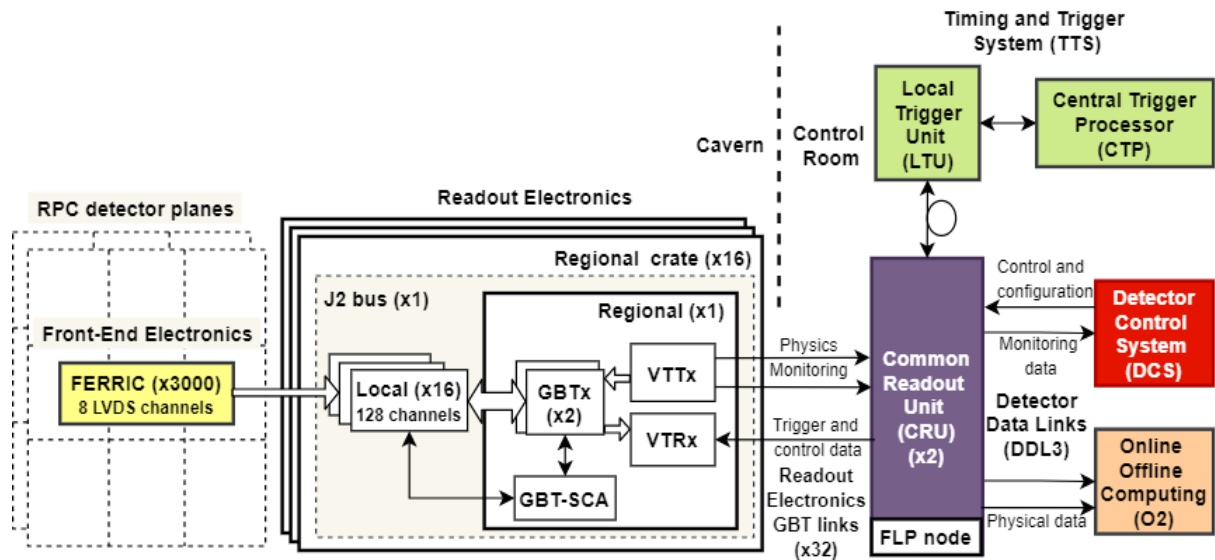 Timing and Trigger
System (TTS)
Local
Trigger
Unit
(LTU)
Central Trigger
Processor
(CTP)
Cavern
Control
Room
Readout Electronics
RPC detector planes
Regional crate (x16)
J2 bus (x1)
Regional (x1)
Front-End Electronics
FERRIC (x3000)
8 LVDS channels
Local (x16)
128 channels
GBTx
(x2)
VTTx
VTRx
GBT-SCA
Physics
Monitoring
Trigger and
control data
Readout
Electronics
GBT links
(x32)
Common
Readout
Unit
(CRU)
(x2)
FLP node
Control and
configuration
Monitoring
data
Detector
Control
System
(DCS)
Detector
Data Links
(DDL3)
Physical data
Online
Offline
Computing
(O2)